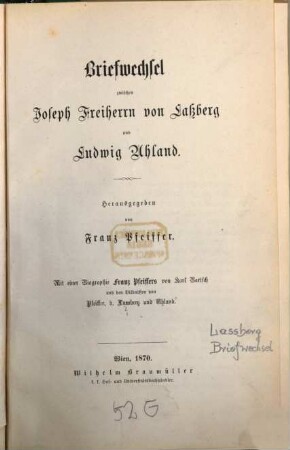 Briefwechsel
zwischen
Joseph Freiherrn von Laßberg
und
Ludwig Uhland.
Herausgegeben
von
Franz Pfeiffer.
Mit einer Biographie Franz Pfeiffers von Karl Bartsch
und den Bildnissen von
Pfeiffer, v. Laßberg und Uhland.
Lassberg
Briefwechsel
Wien, 1870.
Wilhelm Braumüller
k. k. Hof- und Universitätsbuchhändler.
52G